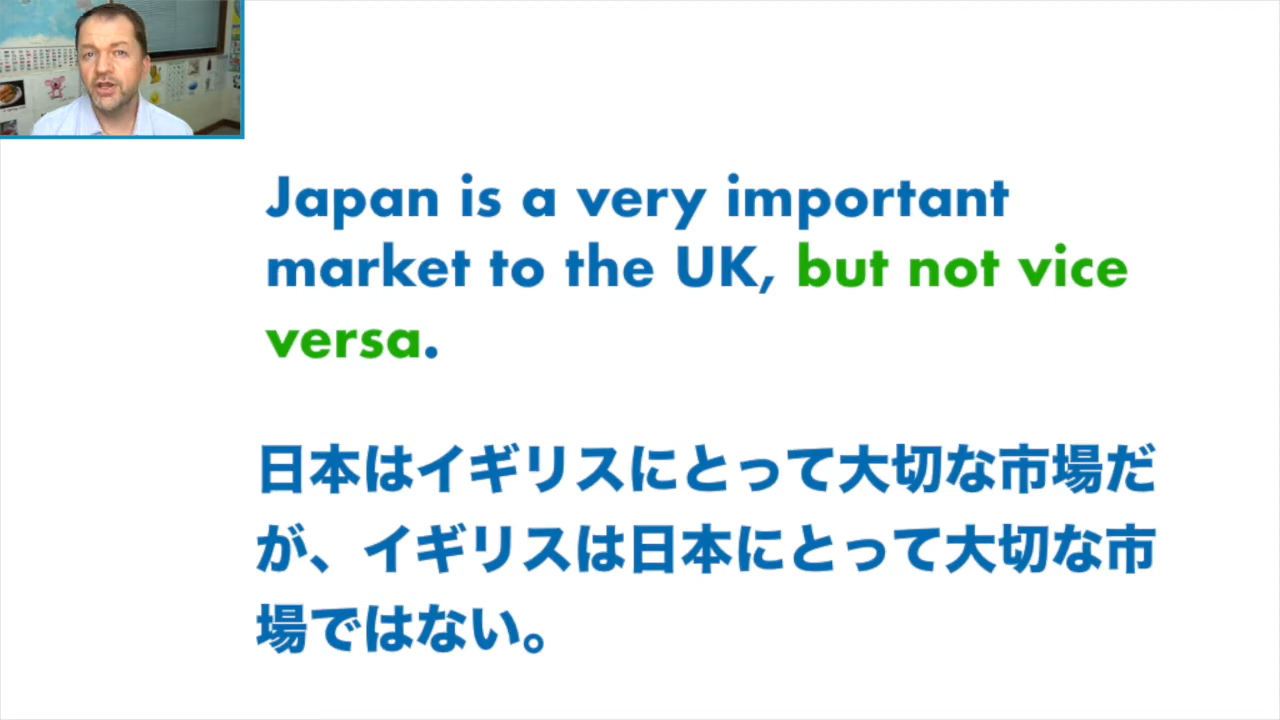 Japan is a very important
market to the UK, but not vice
versa.
日本はイギリスにとって大切な市場だ
が、イギリスは日本にとって大切な市
場ではない。